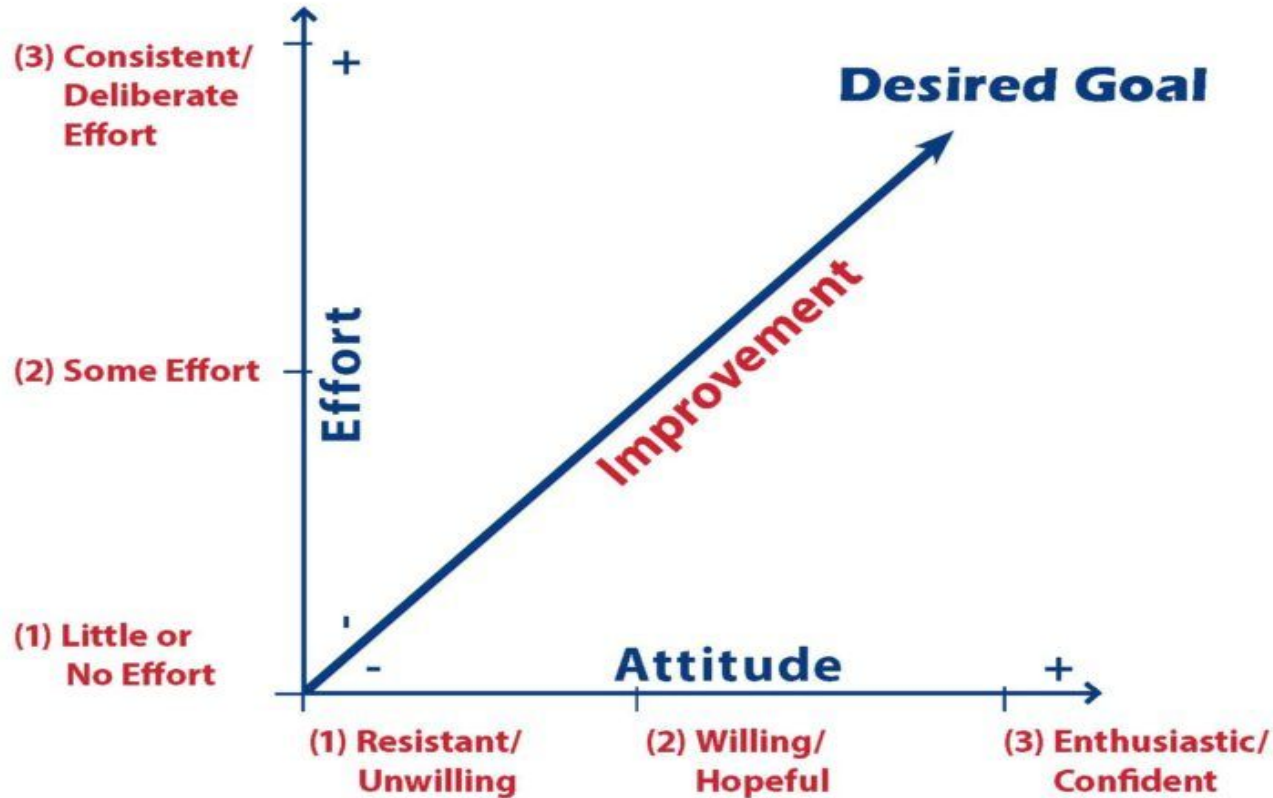 (3) Consistent/
Deliberate
Effort
+
Desired Goal
(2) Some Effort
Effort
Improvement
(1) Little or
No Effort
-
-
Attitude
+
(1) Resistant/
Unwilling
(2) Willing/
Hopeful
(3) Enthusiastic/
Confident